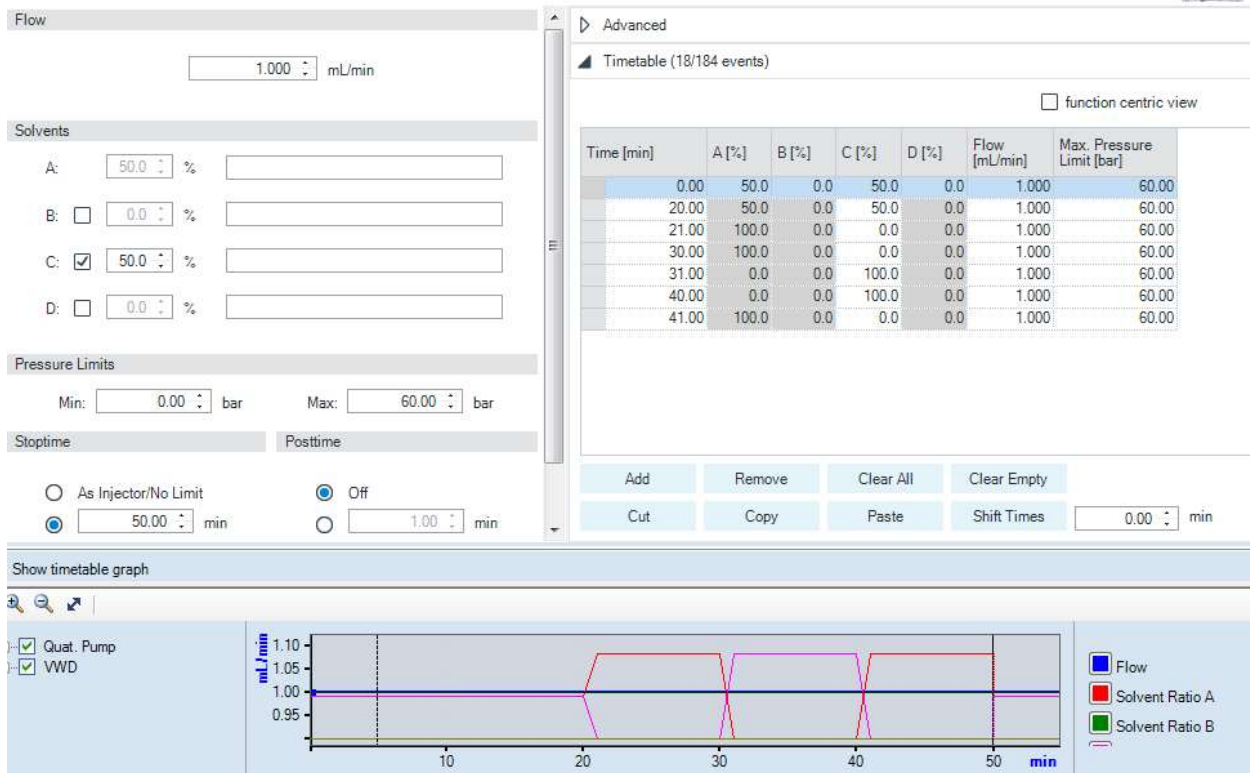 Flow
1.000 mL/min
Solvents
A: 50.0 %
B: 0.0 %
C: 50.0 %
D: 0.0 %
Pressure Limits
Min: 0.00 bar Max: 60.00 bar
Stoptime Posttime
As Injector/No Limit Off
50.00 min 1.00 min
Advanced
Timetable (18/184 events)
function centric view
Time [min] A [%] B [%] C [%] D [%] Flow [mL/min] Max. Pressure Limit [bar]
0.00 50.0 0.0 50.0 0.0 1.000 60.00
20.00 50.0 0.0 50.0 0.0 1.000 60.00
21.00 100.0 0.0 0.0 0.0 1.000 60.00
30.00 100.0 0.0 0.0 0.0 1.000 60.00
31.00 0.0 0.0 100.0 0.0 1.000 60.00
40.00 0.0 0.0 100.0 0.0 1.000 60.00
41.00 100.0 0.0 0.0 0.0 1.000 60.00
Add Remove Clear All Clear Empty
Cut Copy Paste Shift Times 0.00 min
Show timetable graph
Quat. Pump
VWD
mL/min
1.10
1.05
1.00
0.95
10 20 30 40 50 min
Flow
Solvent Ratio A
Solvent Ratio B